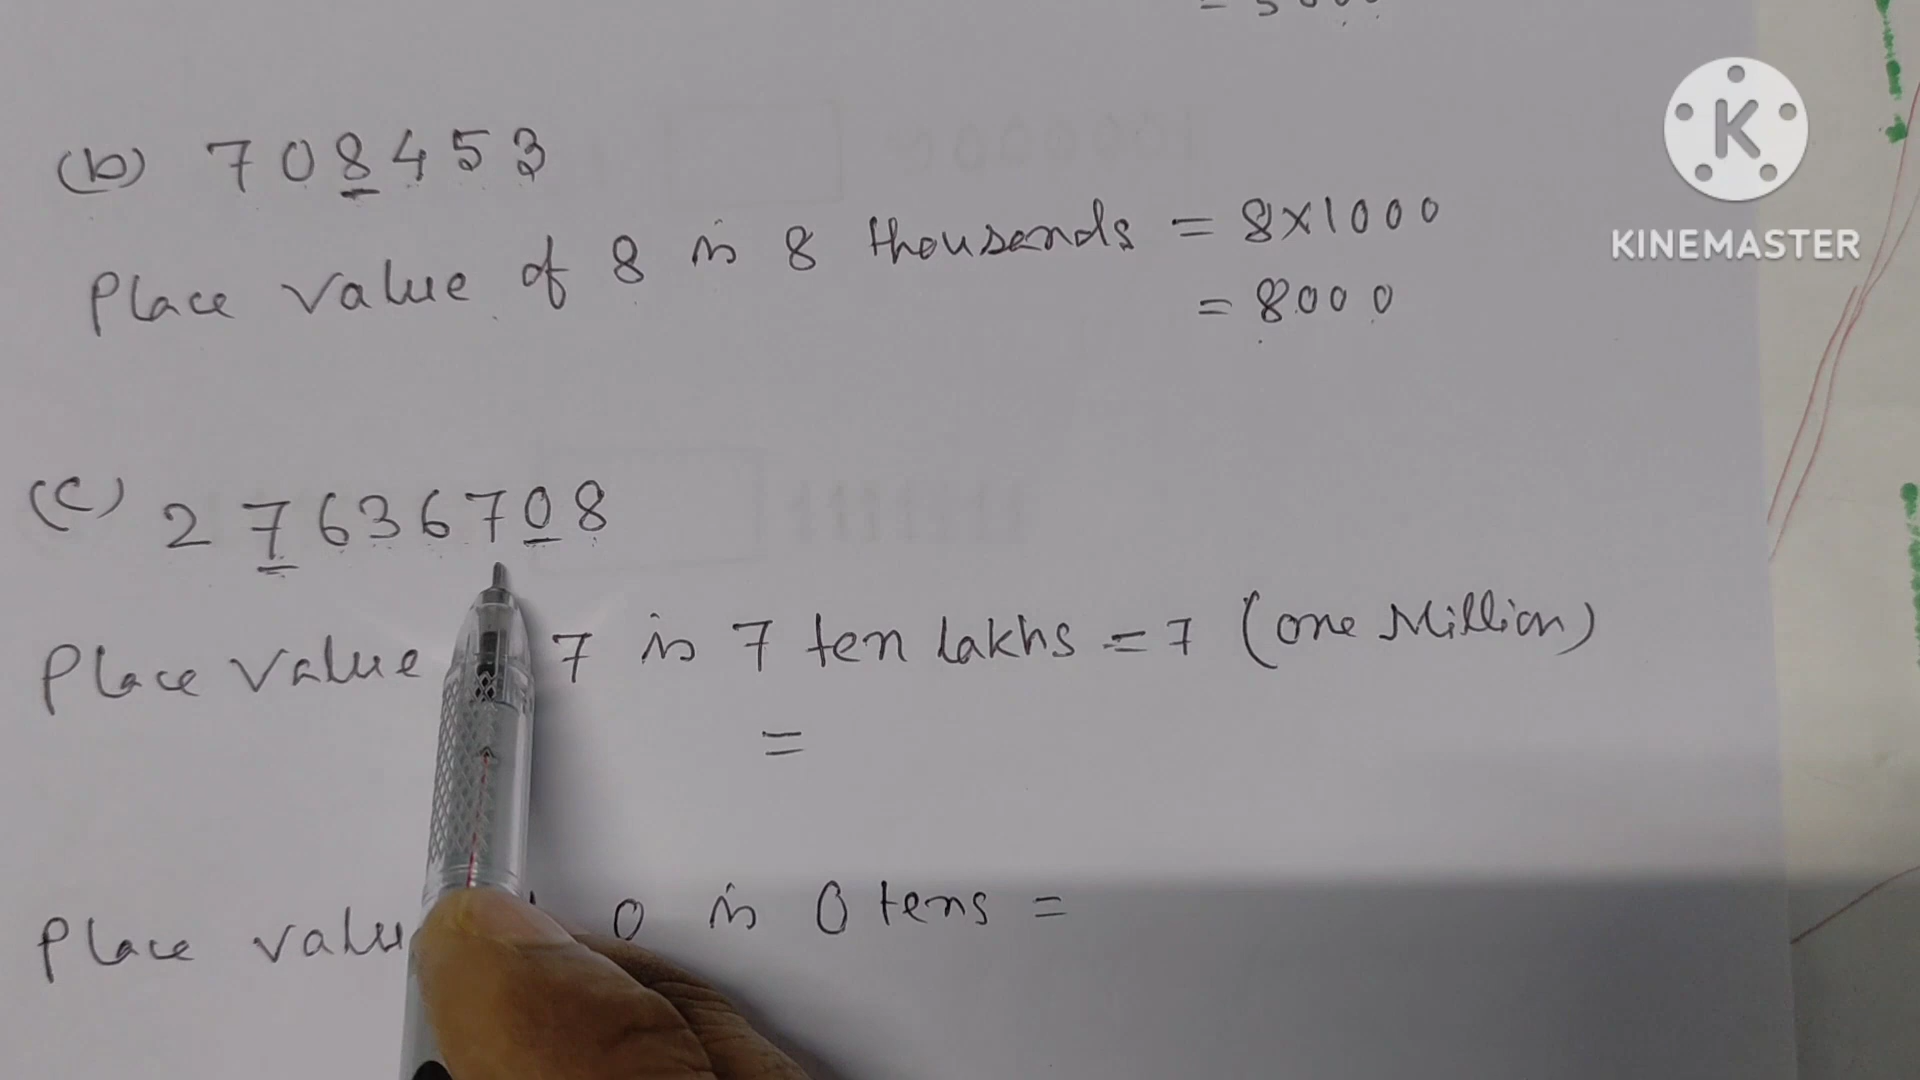 (b) 708453
Place value of 8 is 8 thousands = 8×1000
= 8000
(c) 27636708
Place value 7 is 7 ten lakhs = 7 (one Million)
=
Place 0 is 0 tens =
K
KINEMASTER